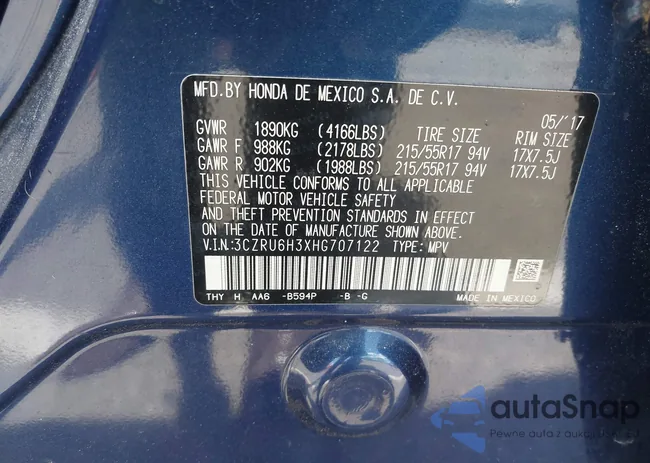 MFD.BY HONDA DE MEXICO S.A. DE C.V.
05/'17
GVWR 1890KG (4166LBS) TIRE SIZE RIM SIZE
GAWR F 988KG (2178LBS) 215/55R17 94V 17X7.5J
GAWR R 902KG (1988LBS) 215/55R17 94V 17X7.5J
THIS VEHICLE CONFORMS TO ALL APPLICABLE
FEDERAL MOTOR VEHICLE SAFETY
AND THEFT PREVENTION STANDARDS IN EFFECT
ON THE DATE OF MANUFACTURE SHOWN ABOVE.
V.I.N.:3CZRU6H3XHG707122 TYPE: MPV
THY H AA6 -B594P -B -G MADE IN MEXICO
autaSnap
Pewne auta z aukcji